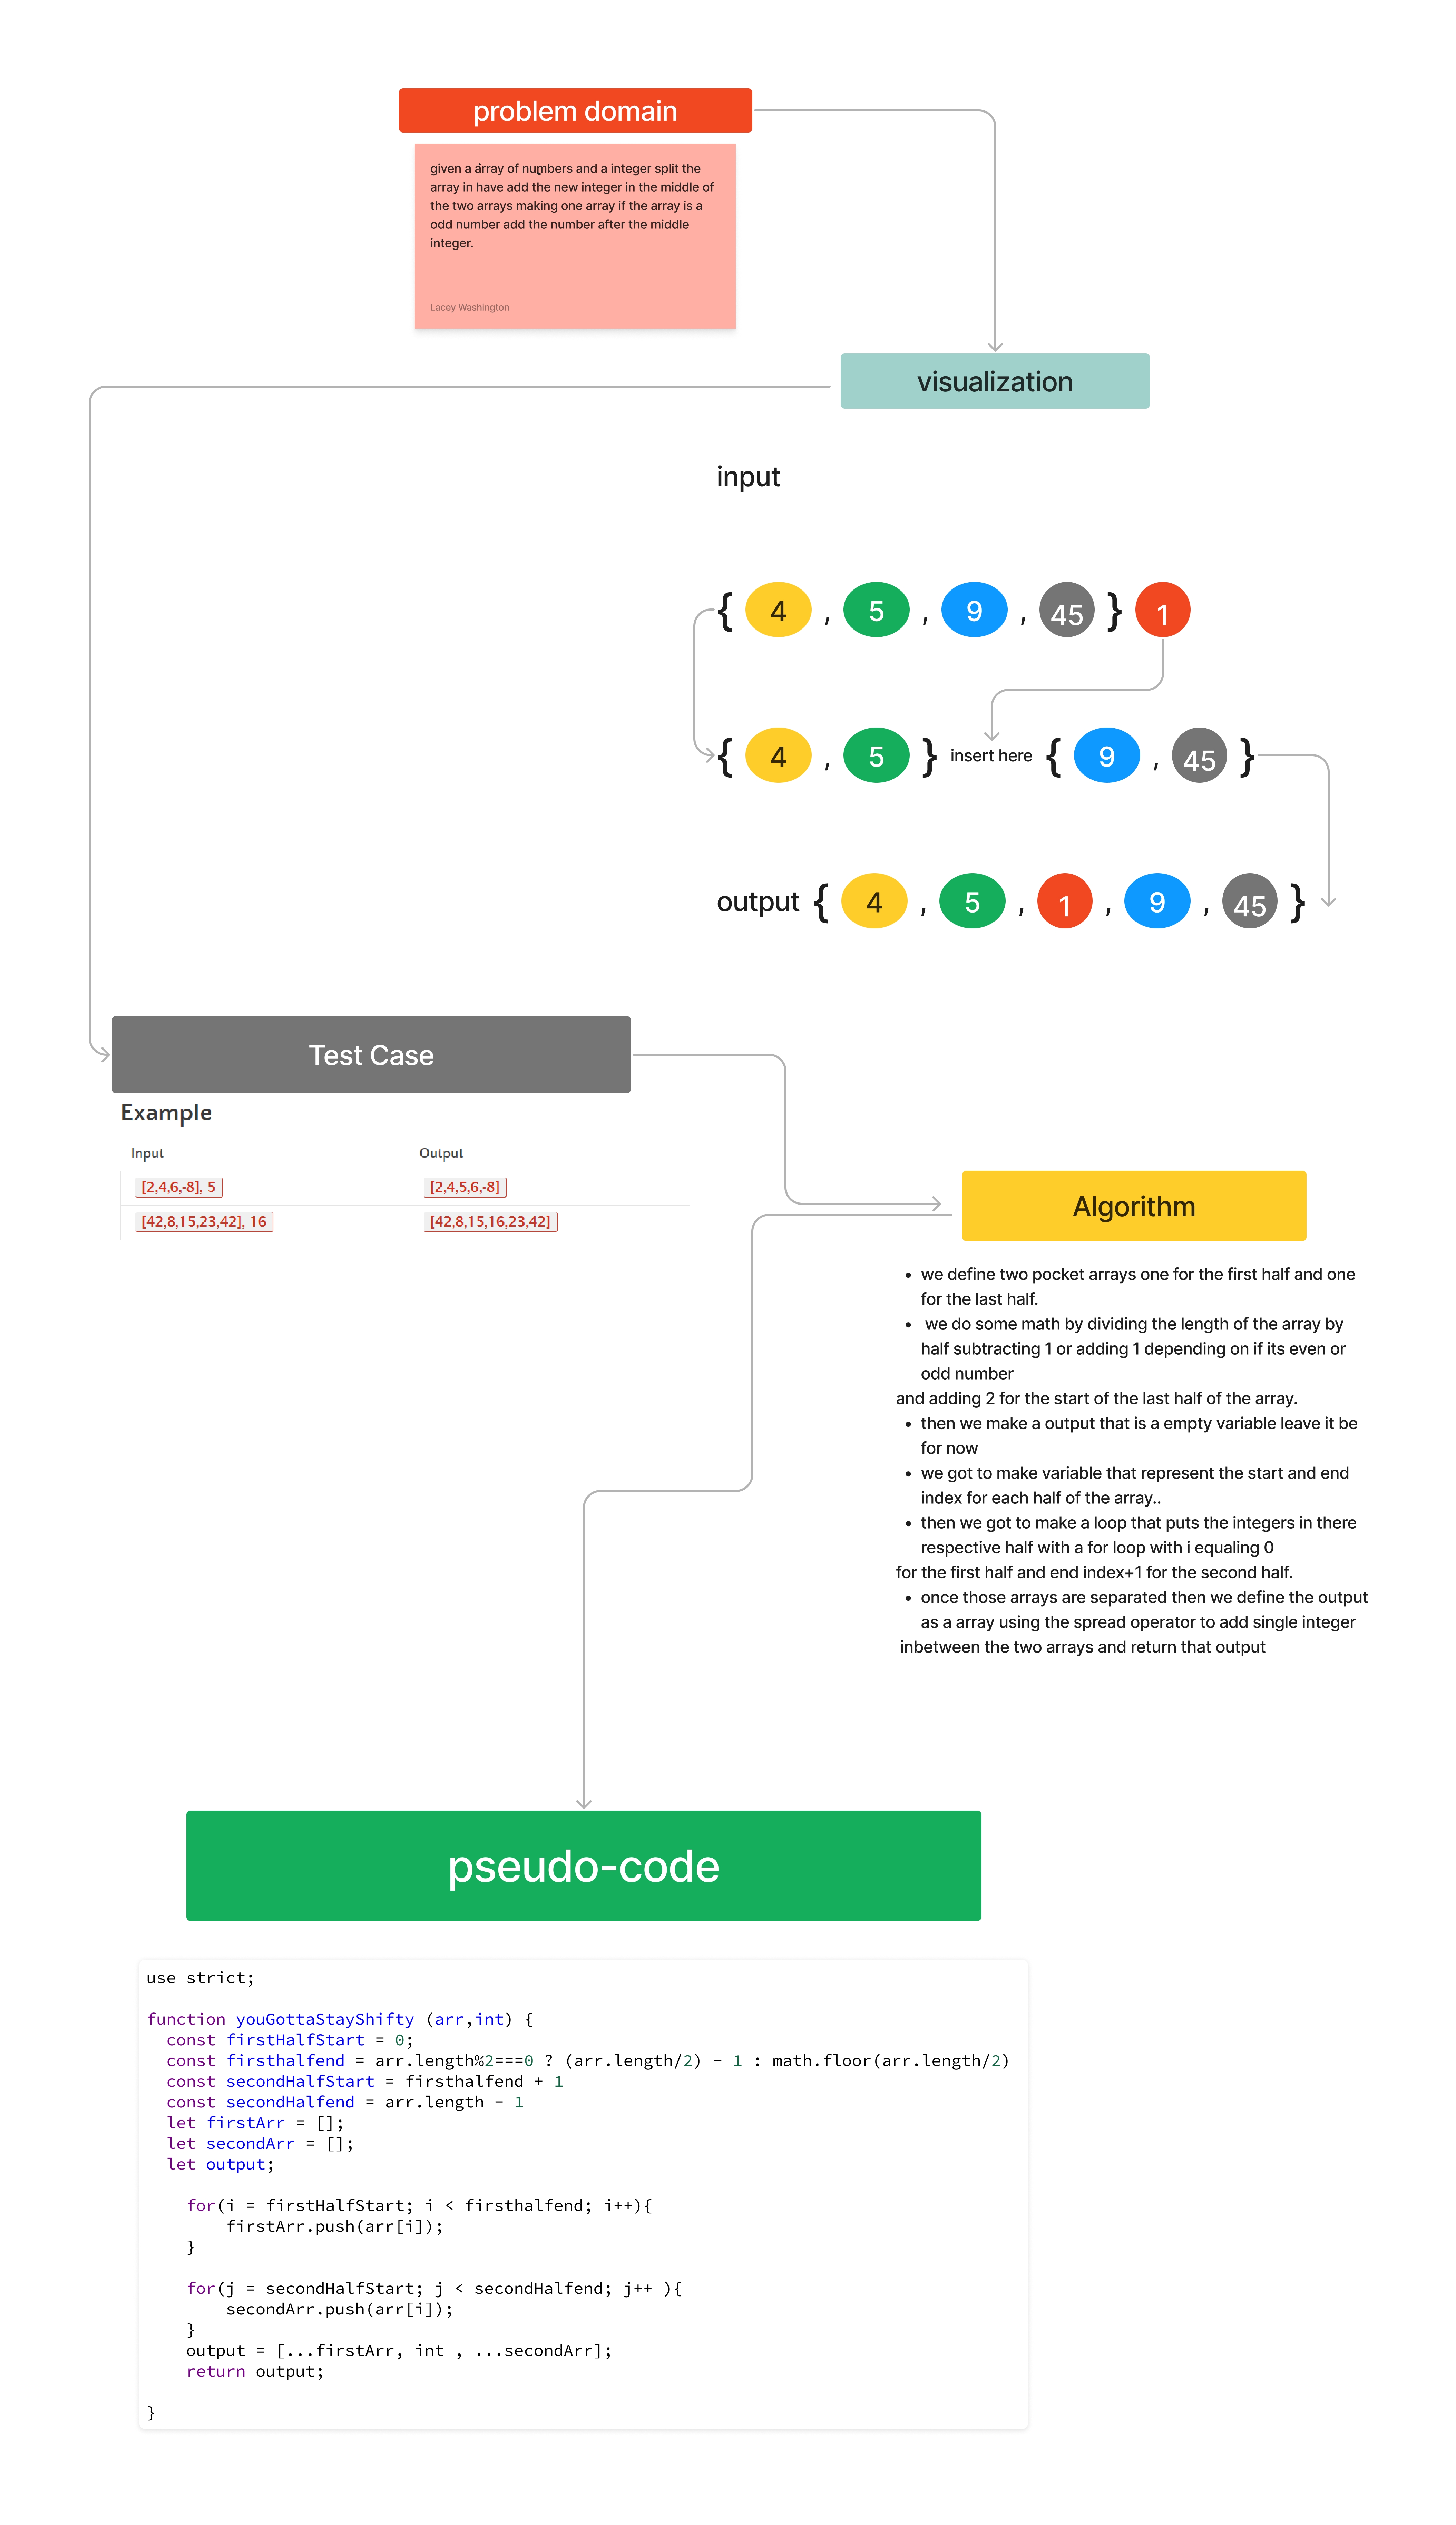 problem domain
given a array of numbers and a integer split the
array in have add the new integer in the middle of
the two arrays making one array if the array is a
odd number add the number after the middle
integer.
Lacey Washington
visualization
input
{ 4 , 5 , 9 , 45 } 1
{ 4 , 5 } insert here { 9 , 45 }
output { 4 , 5 , 1 , 9 , 45 }
Test Case
Example
Input Output
[2,4,6,-8], 5 [2,4,5,6,-8]
[42,8,15,23,42], 16 [42,8,15,16,23,42]
Algorithm
• we define two pocket arrays one for the first half and one
for the last half.
• we do some math by dividing the length of the array by
half subtracting 1 or adding 1 depending on if its even or
odd number
and adding 2 for the start of the last half of the array.
• then we make a output that is a empty variable leave it be
for now
• we got to make variable that represent the start and end
index for each half of the array..
• then we got to make a loop that puts the integers in there
respective half with a for loop with i equaling 0
for the first half and end index+1 for the second half.
• once those arrays are separated then we define the output
as a array using the spread operator to add single integer
inbetween the two arrays and return that output
pseudo-code
use strict;
function youGottaStayShifty (arr,int) {
const firstHalfStart = 0;
const firsthalfend = arr.length%2===0 ? (arr.length/2) - 1 : math.floor(arr.length/2)
const secondHalfStart = firsthalfend + 1
const secondHalfend = arr.length - 1
let firstArr = [];
let secondArr = [];
let output;
for(i = firstHalfStart; i < firsthalfend; i++){
firstArr.push(arr[i]);
}
for(j = secondHalfStart; j < secondHalfend; j++ ){
secondArr.push(arr[i]);
}
output = [...firstArr, int , ...secondArr];
return output;
}